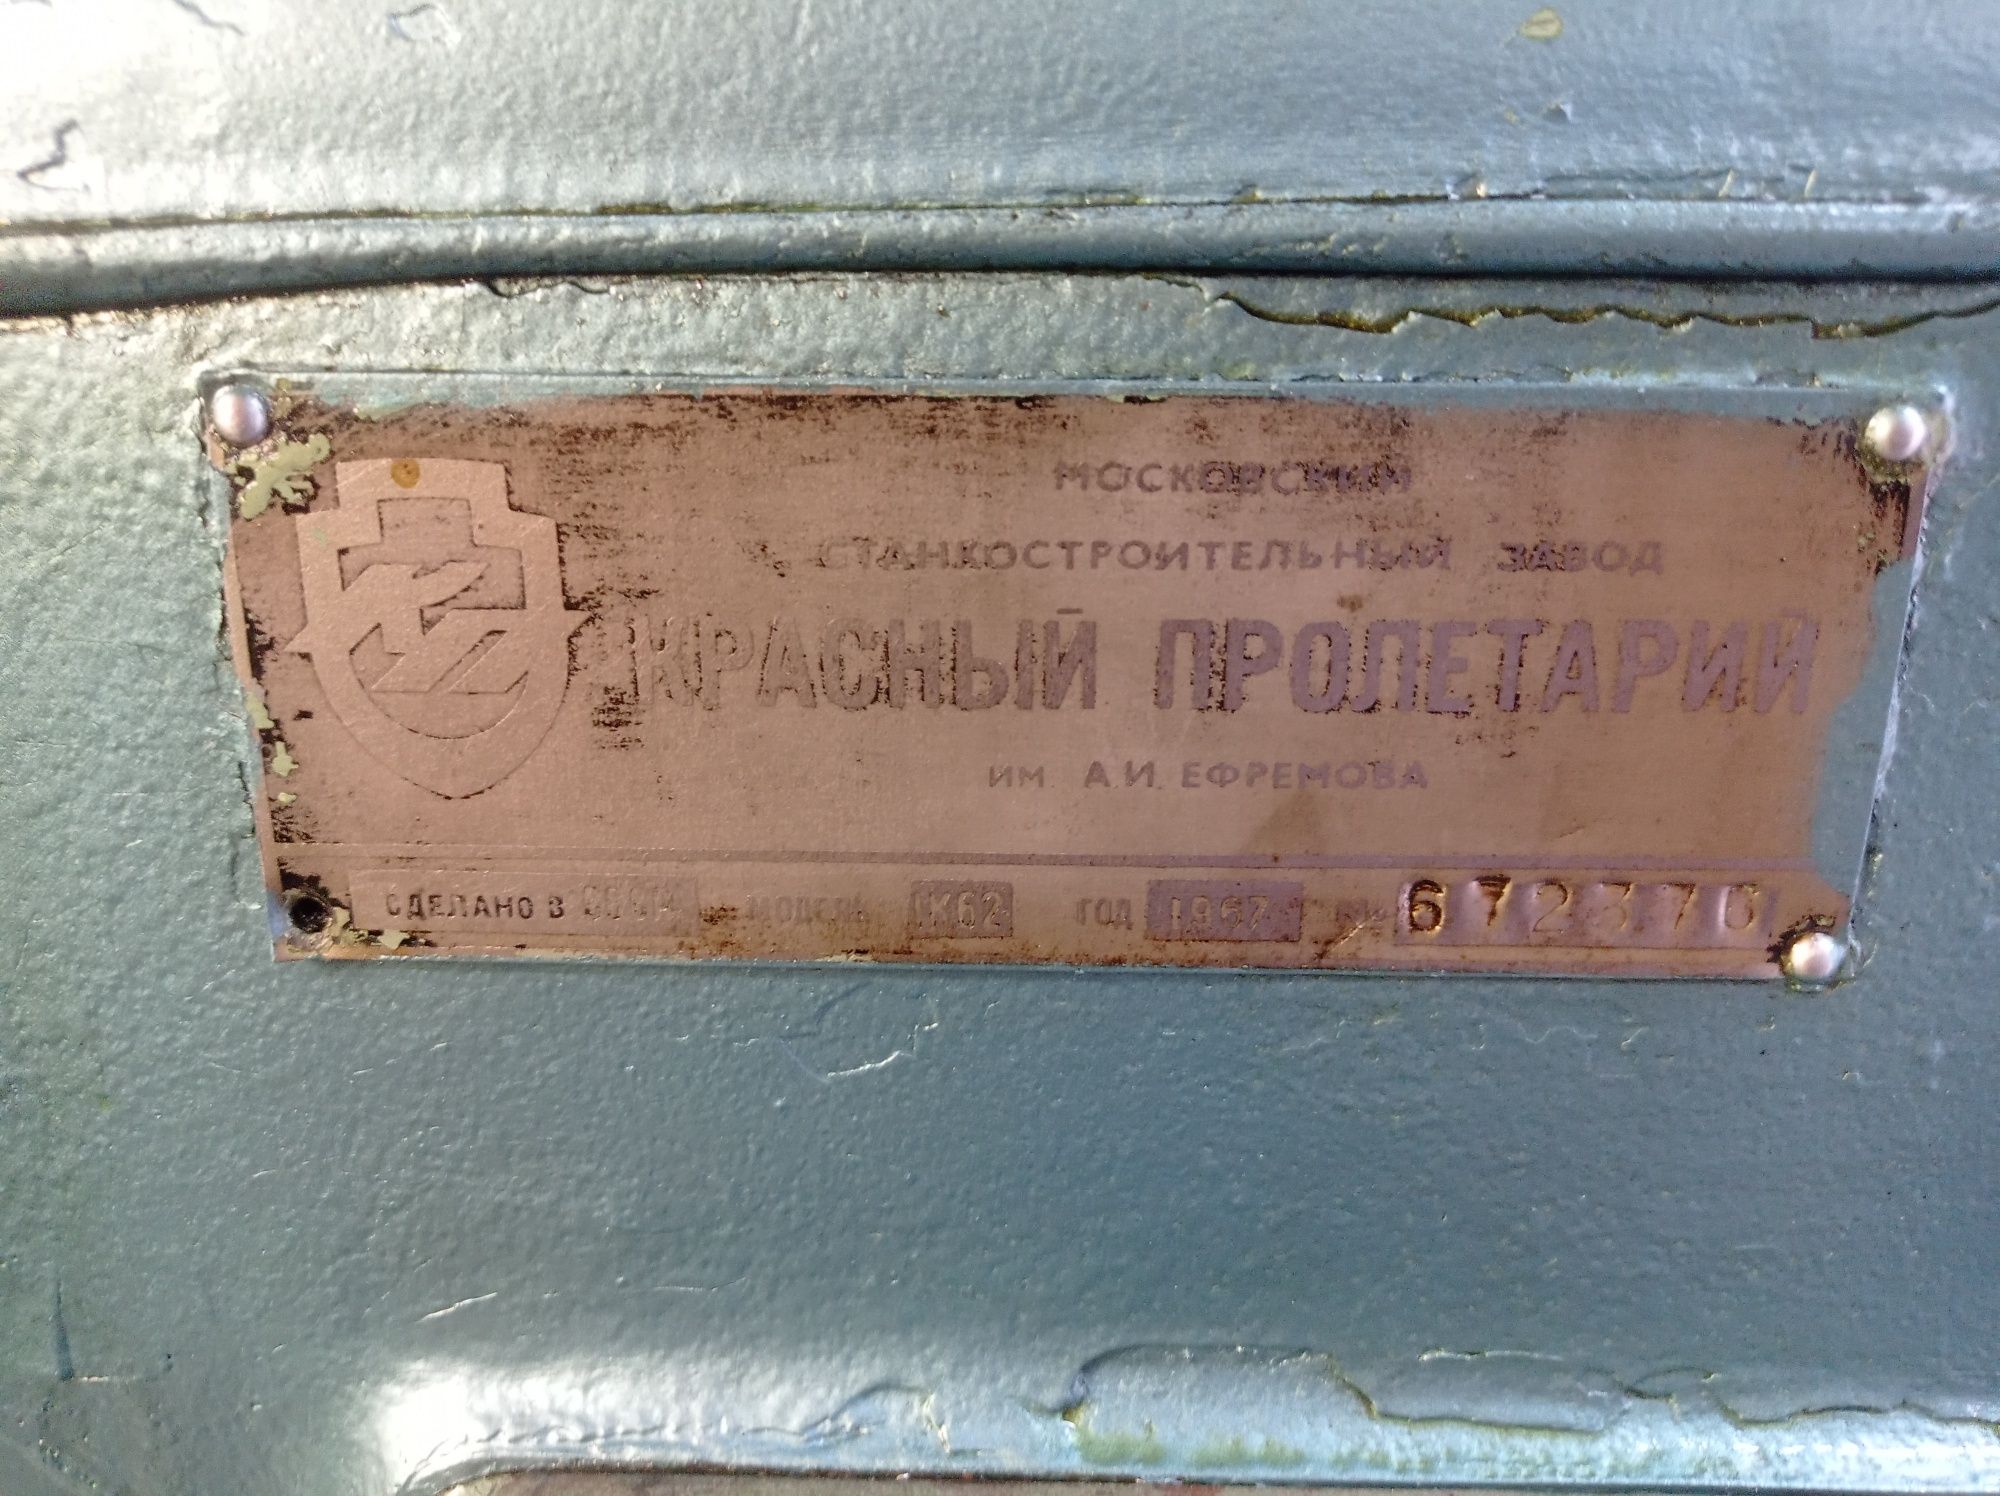 МОСКОВСКИЙ
СТАНКОСТРОИТЕЛЬНЫЙ ЗАВОД
КРАСНЫЙ ПРОЛЕТАРИЙ
ИМ. А.И. ЕФРЕМОВА
СДЕЛАНО В СССР МОДЕЛЬ 1К62 ГОД 1967 № 672370